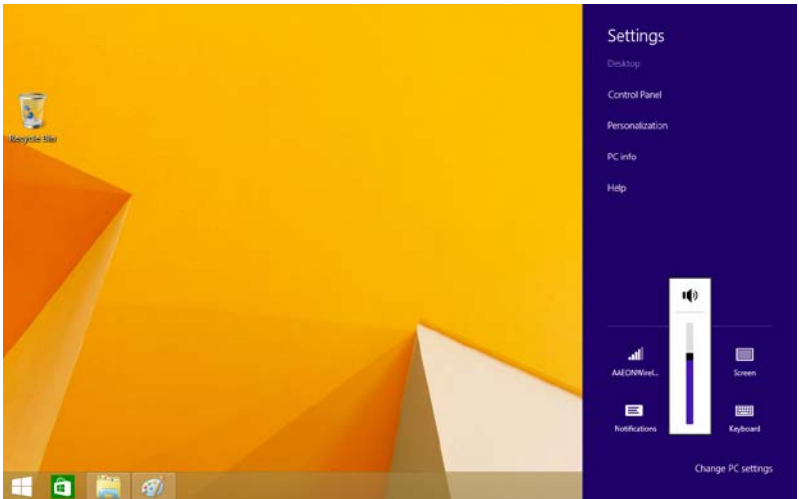 Settings
Desktop
Control Panel
Personalization
PC info
Help
Recycle Bin
AAEONWirel...
Screen
Notifications
Keyboard
Change PC settings